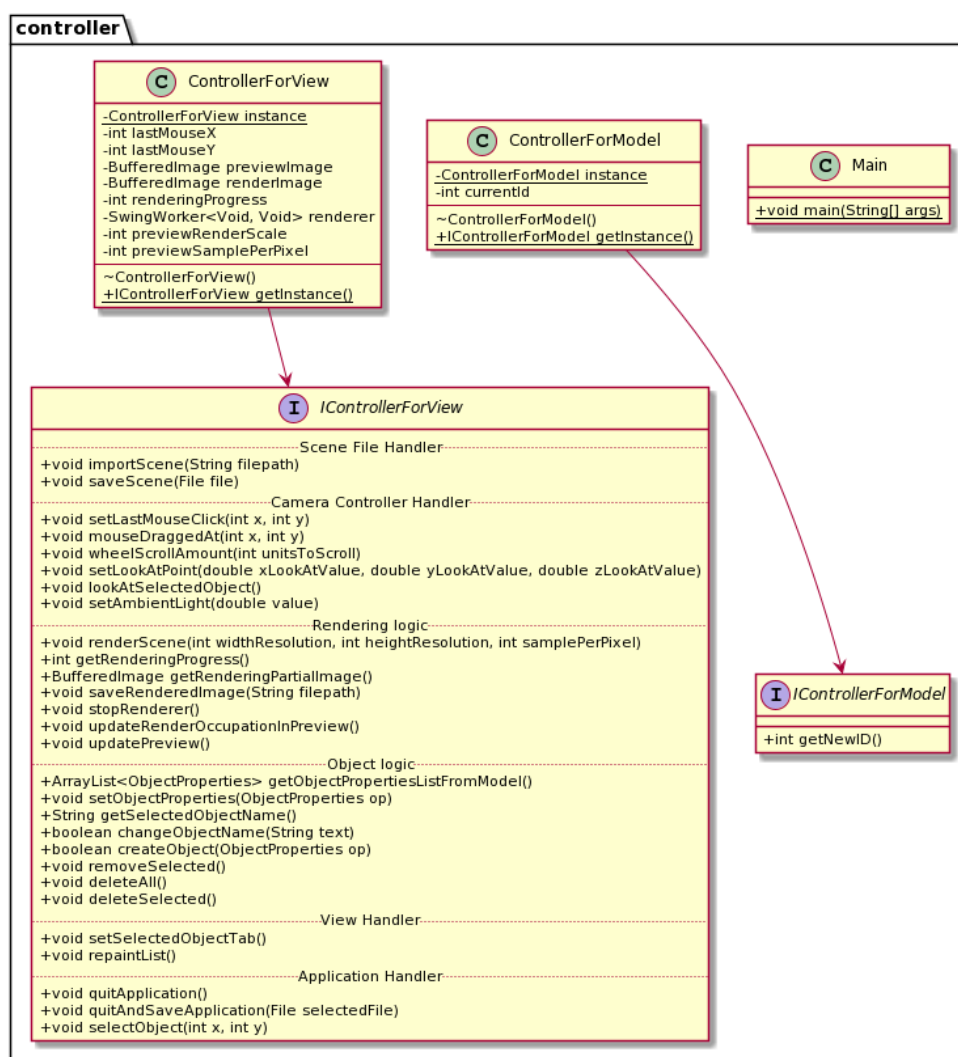 controller
C ControllerForView
-ControllerForView instance
-int lastMouseX
-int lastMouseY
-BufferedImage previewImage
-BufferedImage renderImage
-int renderingProgress
-SwingWorker<Void, Void> renderer
-int previewRenderScale
-int previewSamplePerPixel
~ControllerForView()
+IControllerForView getInstance()
C ControllerForModel
-ControllerForModel instance
-int currentId
~ControllerForModel()
+IControllerForModel getInstance()
C Main
+void main(String[] args)
I IControllerForView
Scene File Handler
+void importScene(String filepath)
+void saveScene(File file)
Camera Controller Handler
+void setLastMouseClick(int x, int y)
+void mouseDraggedAt(int x, int y)
+void wheelScrollAmount(int unitsToScroll)
+void setLookAtPoint(double xLookAtValue, double yLookAtValue, double zLookAtValue)
+void lookAtSelectedObject()
+void setAmbientLight(double value)
Rendering logic
+void renderScene(int widthResolution, int heightResolution, int samplePerPixel)
+int getRenderingProgress()
+BufferedImage getRenderingPartialImage()
+void saveRenderedImage(String filepath)
+void stopRenderer()
+void updateRenderOccupationInPreview()
+void updatePreview()
Object logic
+ArrayList<ObjectProperties> getObjectPropertiesListFromModel()
+void setObjectProperties(ObjectProperties op)
+String getSelectedObjectName()
+boolean changeObjectName(String text)
+boolean createObject(ObjectProperties op)
+void removeSelected()
+void deleteAll()
+void deleteSelected()
View Handler
+void setSelectedObjectTab()
+void repaintList()
Application Handler
+void quitApplication()
+void quitAndSaveApplication(File selectedFile)
+void selectObject(int x, int y)
I IControllerForModel
+int getNewID()